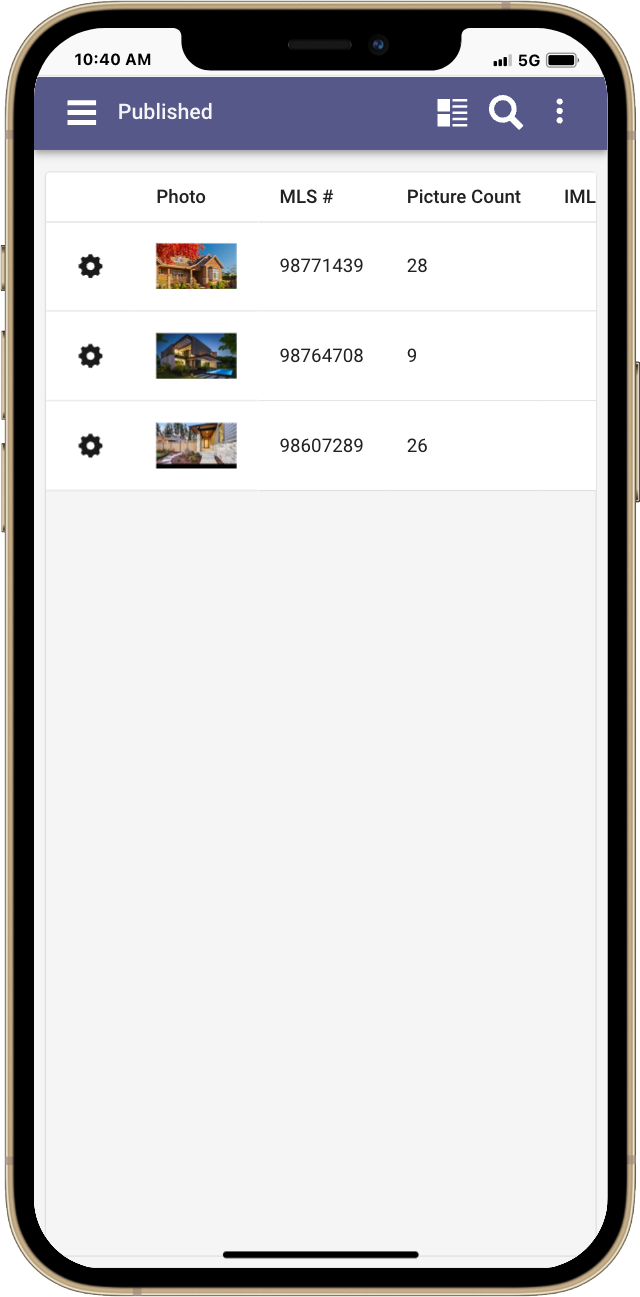 10:40 AM 5G
Published
Photo MLS # Picture Count IML
98771439 28
98764708 9
98607289 26